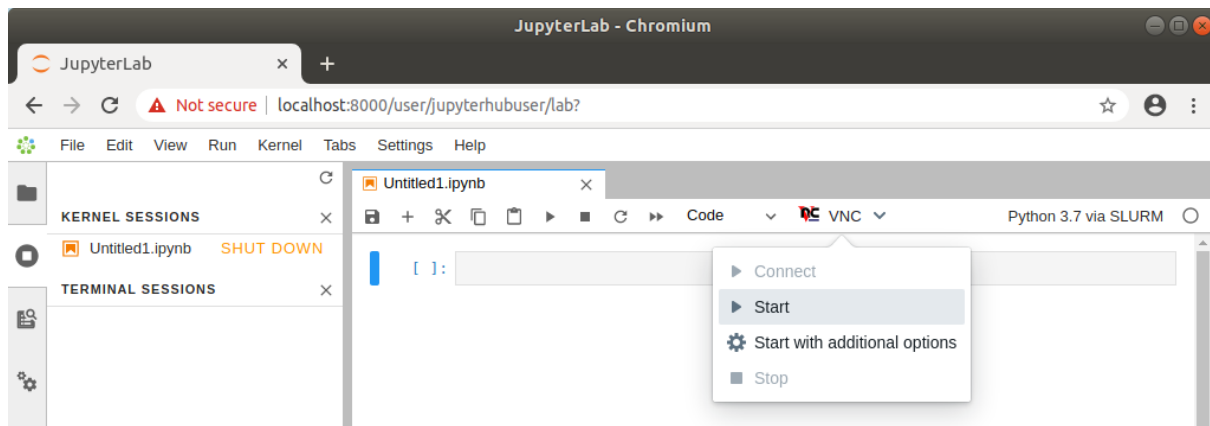 JupyterLab - Chromium
JupyterLab
Not secure localhost:8000/user/jupyterhubuser/lab?
File Edit View Run Kernel Tabs Settings Help
Untitled1.ipynb
KERNEL SESSIONS
Code VNC Python 3.7 via SLURM
Untitled1.ipynb SHUT DOWN
[ ]:
TERMINAL SESSIONS
Connect
Start
Start with additional options
Stop